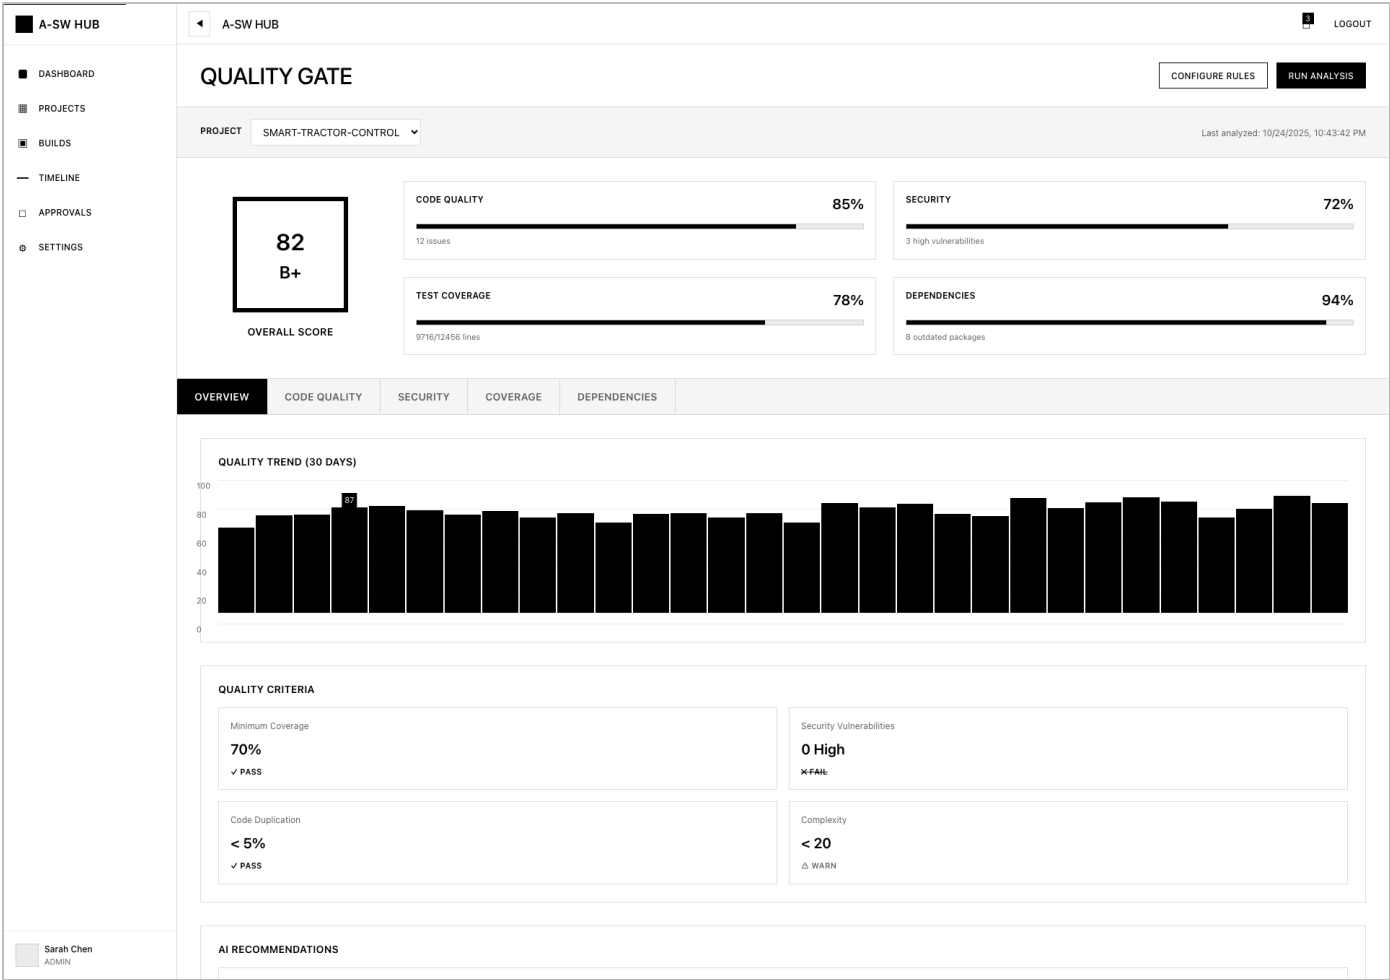 A-SW HUB
DASHBOARD
PROJECTS
BUILDS
TIMELINE
APPROVALS
SETTINGS
Sarah Chen
ADMIN
A-SW HUB
3
LOGOUT
QUALITY GATE
CONFIGURE RULES
RUN ANALYSIS
PROJECT
SMART-TRACTOR-CONTROL
Last analyzed: 10/24/2025, 10:43:42 PM
82
B+
OVERALL SCORE
CODE QUALITY
85%
12 issues
SECURITY
72%
3 high vulnerabilities
TEST COVERAGE
78%
9716/12456 lines
DEPENDENCIES
94%
8 outdated packages
OVERVIEW
CODE QUALITY
SECURITY
COVERAGE
DEPENDENCIES
QUALITY TREND (30 DAYS)
100
80
60
40
20
0
87
QUALITY CRITERIA
Minimum Coverage
70%
✓ PASS
Security Vulnerabilities
0 High
✕ FAIL
Code Duplication
< 5%
✓ PASS
Complexity
< 20
⚠ WARN
AI RECOMMENDATIONS